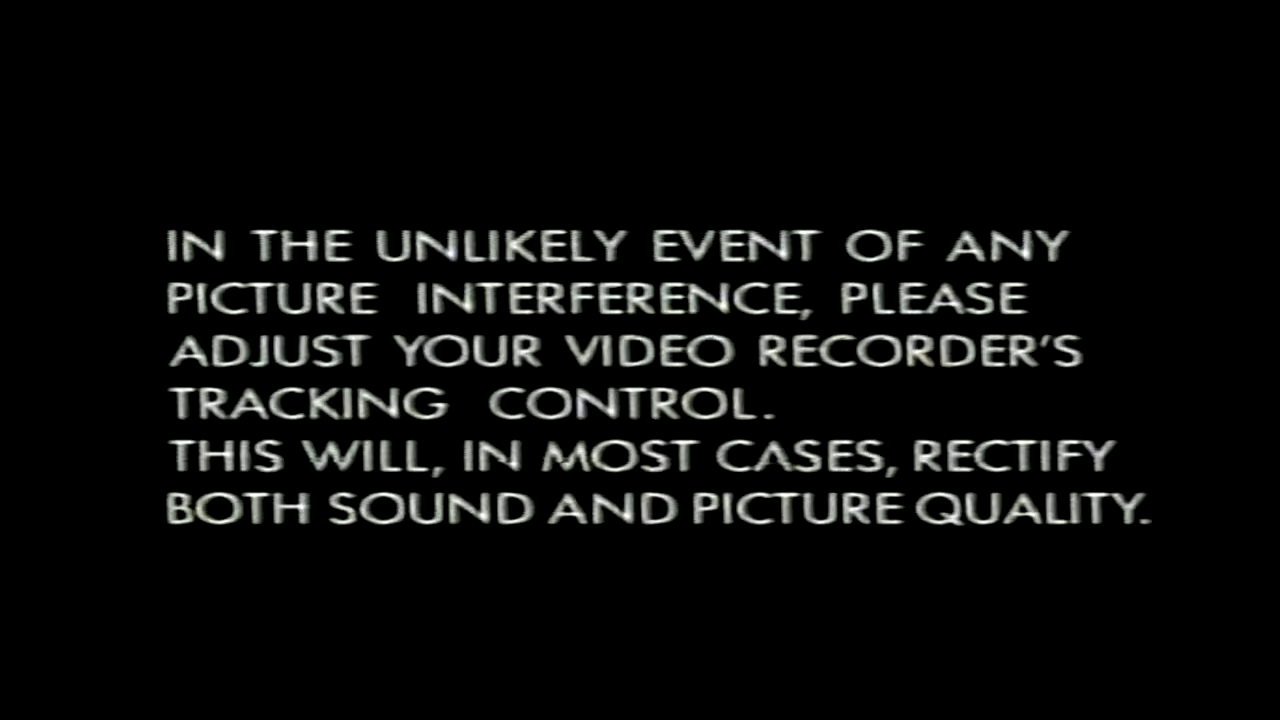 IN THE UNLIKELY EVENT OF ANY
PICTURE INTERFERENCE, PLEASE
ADJUST YOUR VIDEO RECORDER'S
TRACKING CONTROL.
THIS WILL, IN MOST CASES, RECTIFY
BOTH SOUND AND PICTURE QUALITY.